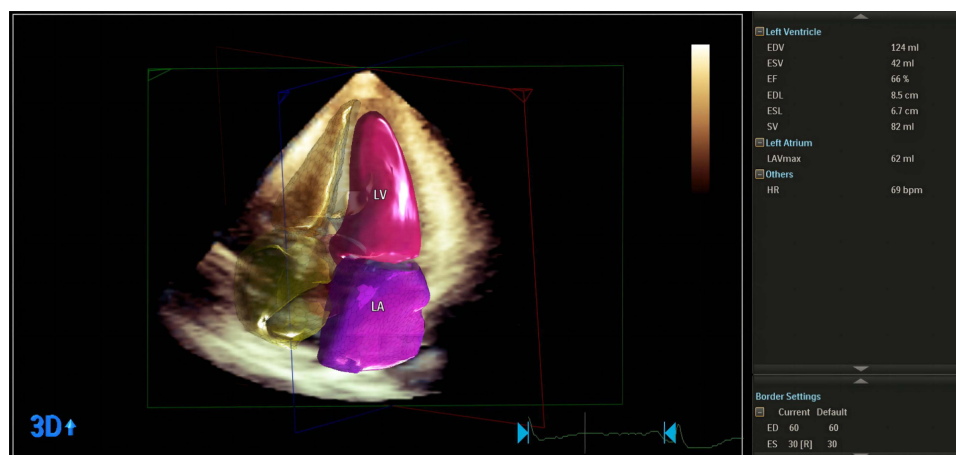 LV
LA
3D
Left Ventricle
EDV 124 ml
ESV 42 ml
EF 66 %
EDL 8.5 cm
ESL 6.7 cm
SV 82 ml
Left Atrium
LAVmax 62 ml
Others
HR 69 bpm
Border Settings
Current Default
ED 60 60
ES 30 [R] 30